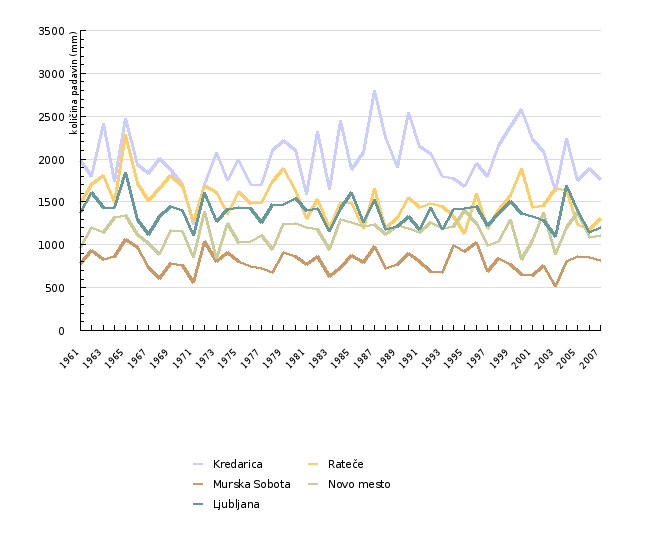 količina padavin (mm)
3500
3000
2500
2000
1500
1000
500
0
1961 1963 1965 1967 1969 1971 1973 1975 1977 1979 1981 1983 1985 1987 1989 1991 1993 1995 1997 1999 2001 2003 2005 2007
Kredarica Rateče
Murska Sobota Novo mesto
Ljubljana